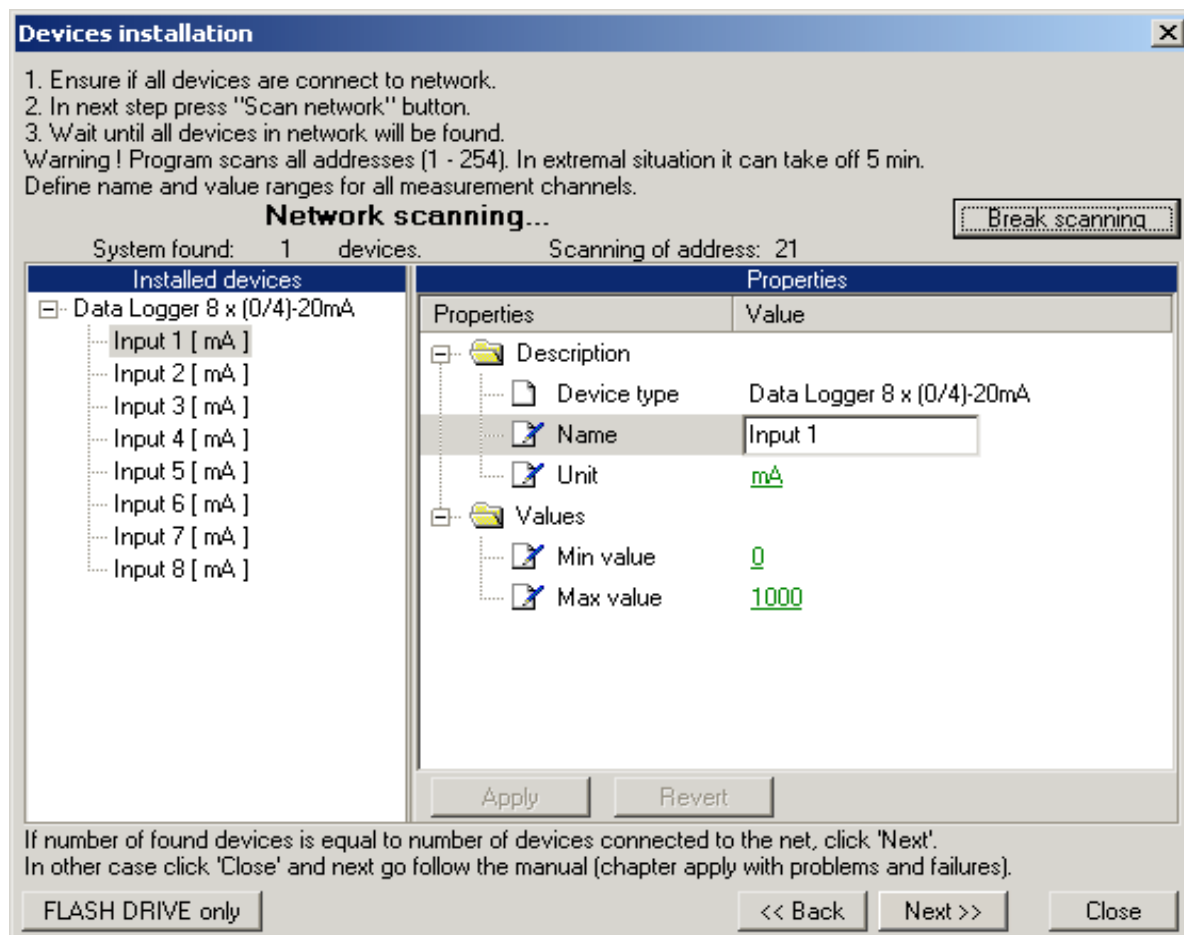 Devices installation
1. Ensure if all devices are connect to network.
2. In next step press "Scan network" button.
3. Wait until all devices in network will be found.
Warning ! Program scans all addresses (1 - 254). In extremal situation it can take off 5 min.
Define name and value ranges for all measurement channels.
Network scanning...
Break scanning
System found: 1 devices. Scanning of address: 21
Installed devices
Data Logger 8 x (0/4)-20mA
Input 1 [ mA ]
Input 2 [ mA ]
Input 3 [ mA ]
Input 4 [ mA ]
Input 5 [ mA ]
Input 6 [ mA ]
Input 7 [ mA ]
Input 8 [ mA ]
Properties
Properties Value
Description
Device type Data Logger 8 x (0/4)-20mA
Name Input 1
Unit mA
Values
Min value 0
Max value 1000
Apply Revert
If number of found devices is equal to number of devices connected to the net, click 'Next'.
In other case click 'Close' and next go follow the manual (chapter apply with problems and failures).
FLASH DRIVE only << Back Next >> Close